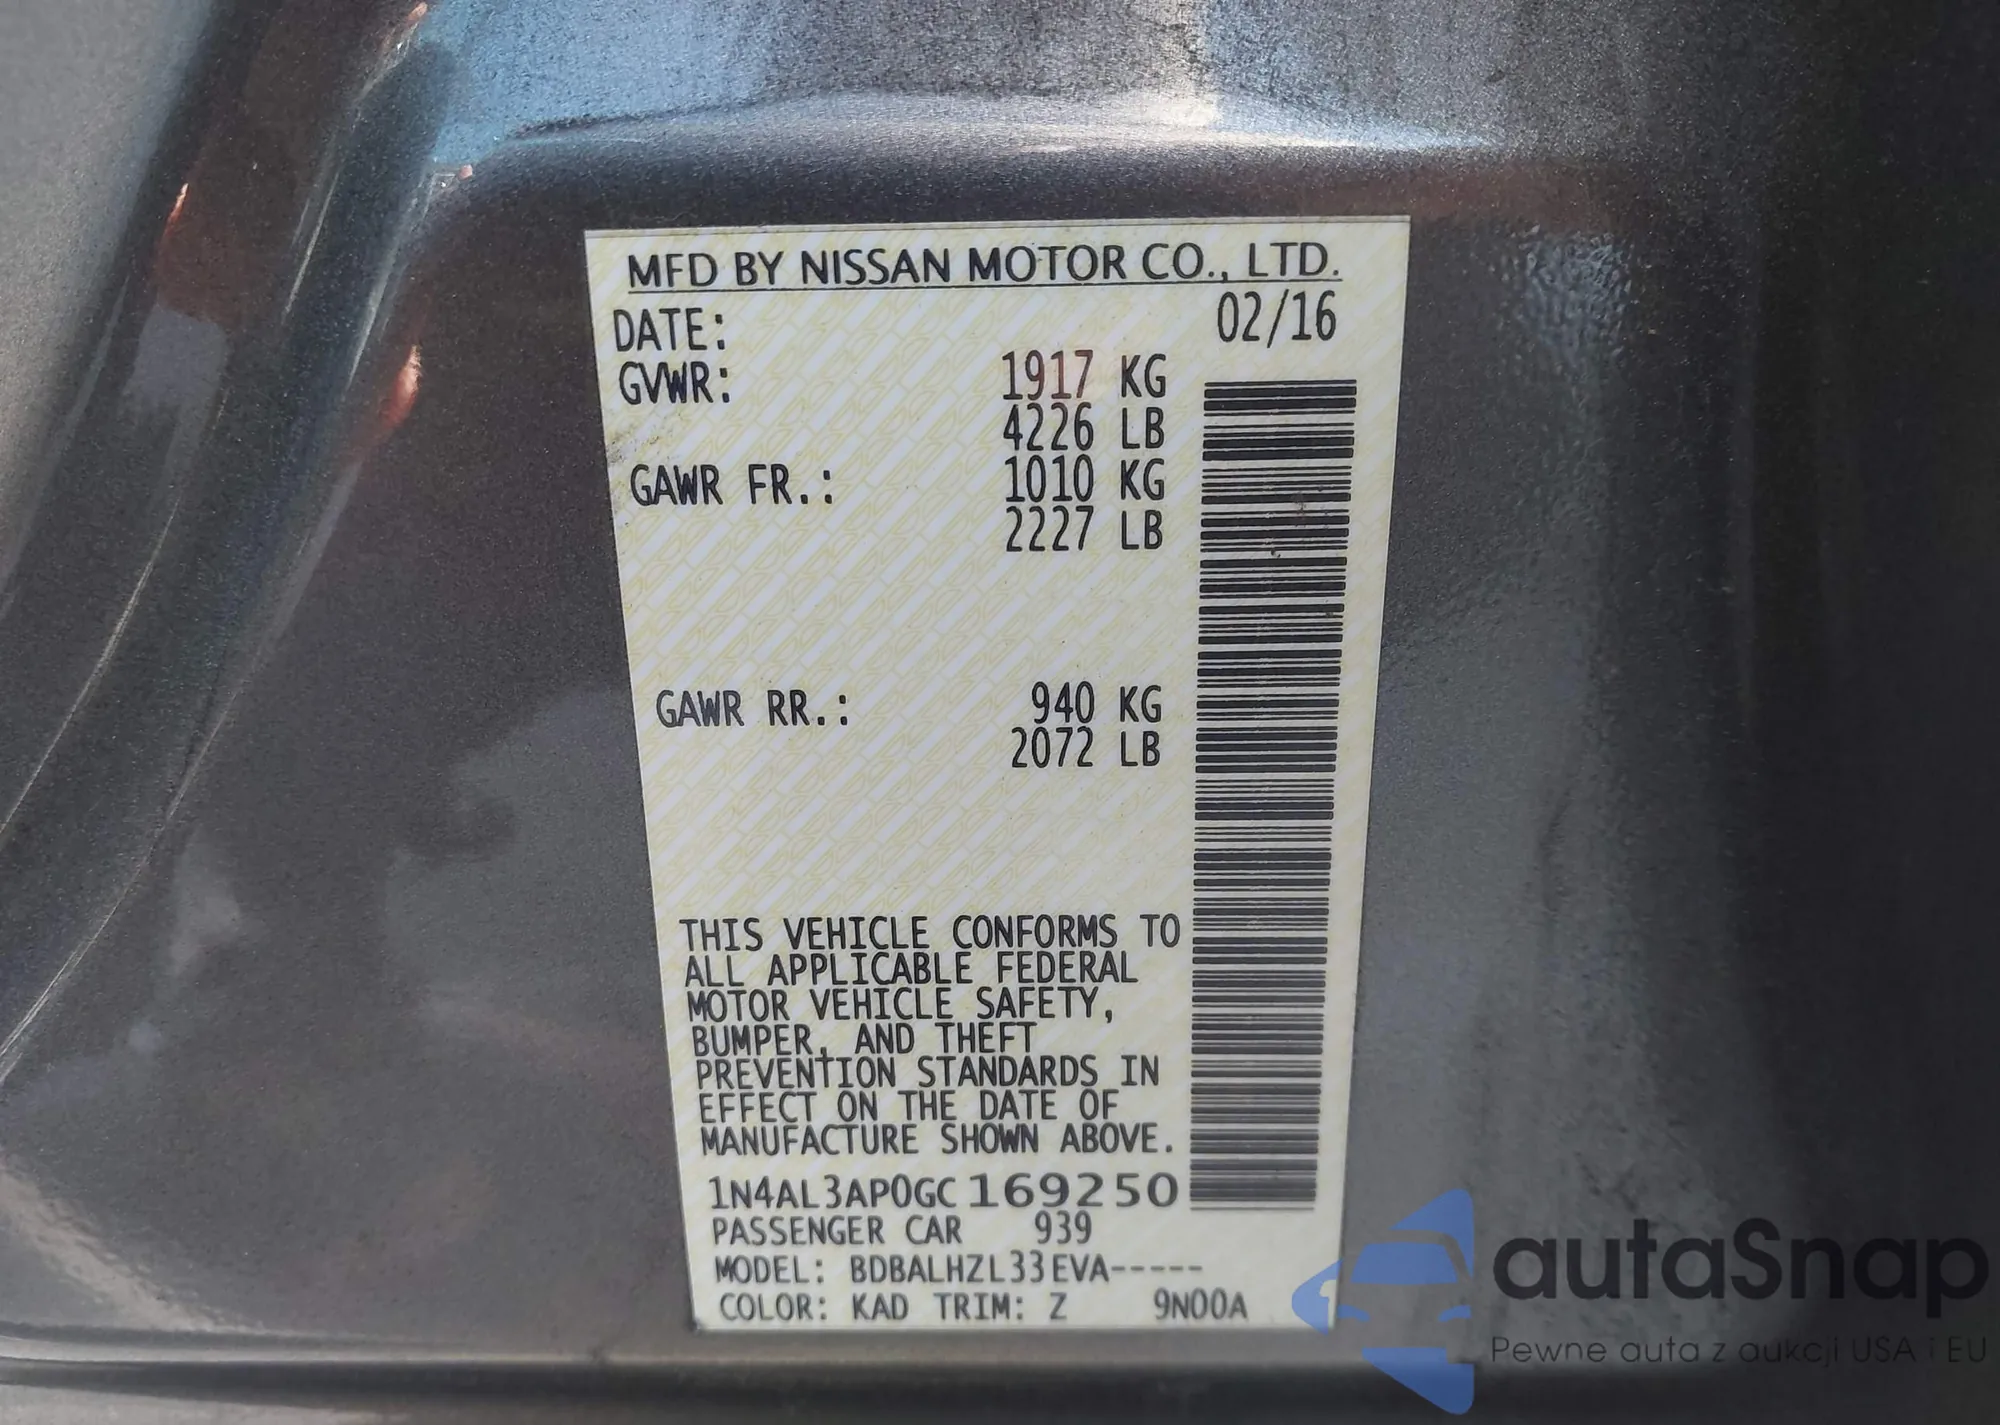 MFD BY NISSAN MOTOR CO., LTD.
DATE: 02/16
GVWR: 1917 KG
4226 LB
GAWR FR.: 1010 KG
2227 LB
GAWR RR.: 940 KG
2072 LB
THIS VEHICLE CONFORMS TO
ALL APPLICABLE FEDERAL
MOTOR VEHICLE SAFETY,
BUMPER, AND THEFT
PREVENTION STANDARDS IN
EFFECT ON THE DATE OF
MANUFACTURE SHOWN ABOVE.
1N4AL3AP0GC169250
PASSENGER CAR 939
MODEL: BDBALHZL33EVA-----
COLOR: KAD TRIM: Z 9N00A
autaSnap
Pewne auta z aukcji USA i EU